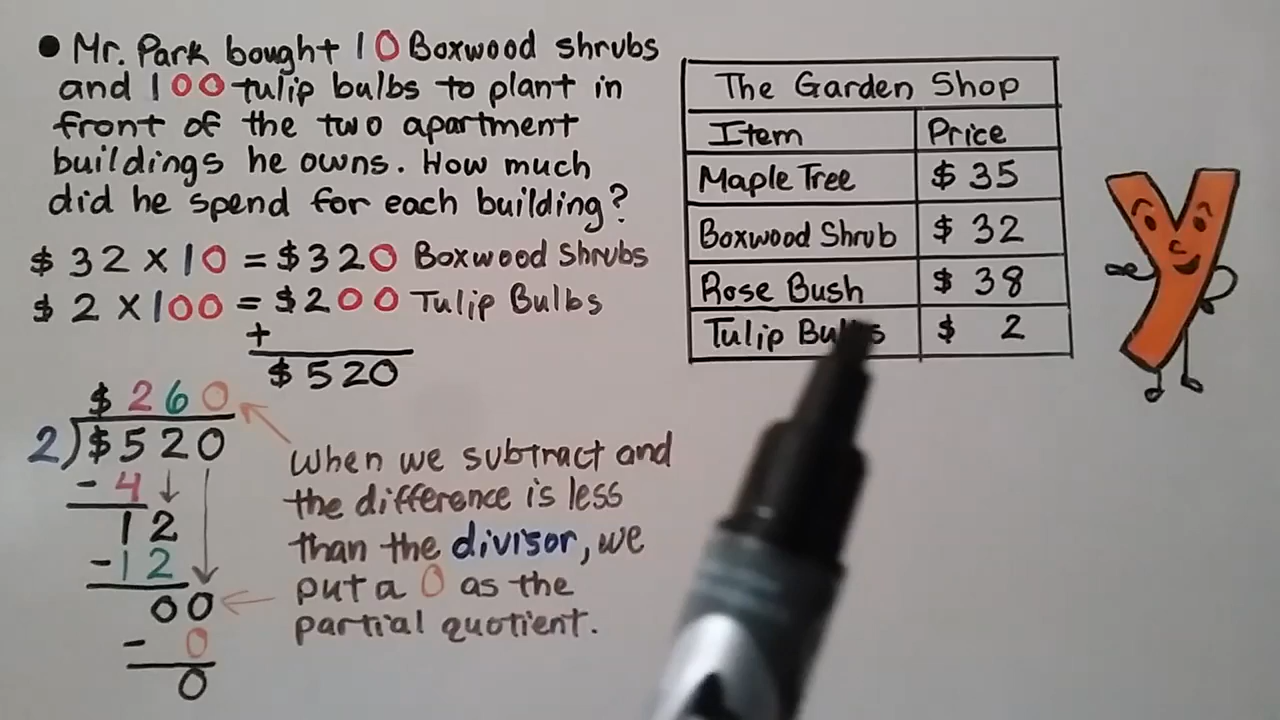 ● Mr. Park bought 10 Boxwood shrubs
and 100 tulip bulbs to plant in
front of the two apartment
buildings he owns. How much
did he spend for each building?
$ 32 × 10 = $320 Boxwood Shrubs
$ 2 × 100 = $200 Tulip Bulbs
+
$520
$ 260
2)$520
-4
12
-12
00
- 0
0
When we subtract and
the difference is less
than the divisor, we
put a 0 as the
partial quotient.
The Garden Shop
Item Price
Maple Tree $ 35
Boxwood Shrub $ 32
Rose Bush $ 38
Tulip Bulbs $ 2